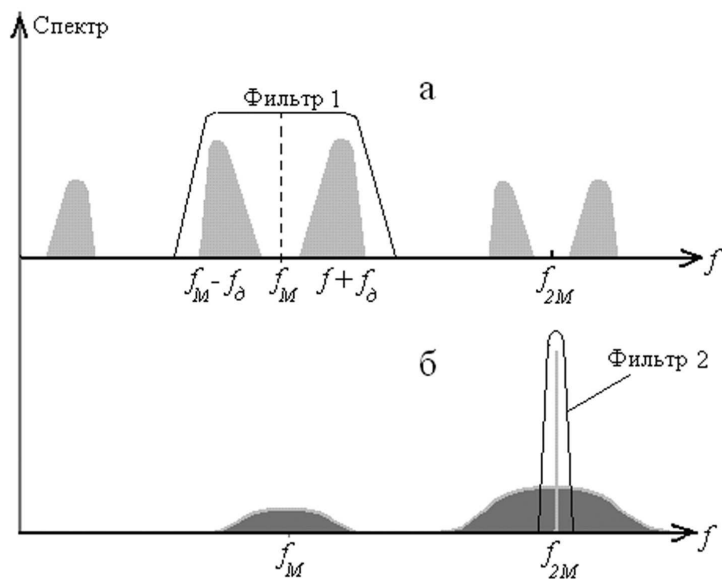 Спектр
а
Фильтр 1
f_М - f_д f_М f + f_д f_2М f
б
Фильтр 2
f_М f_2М f